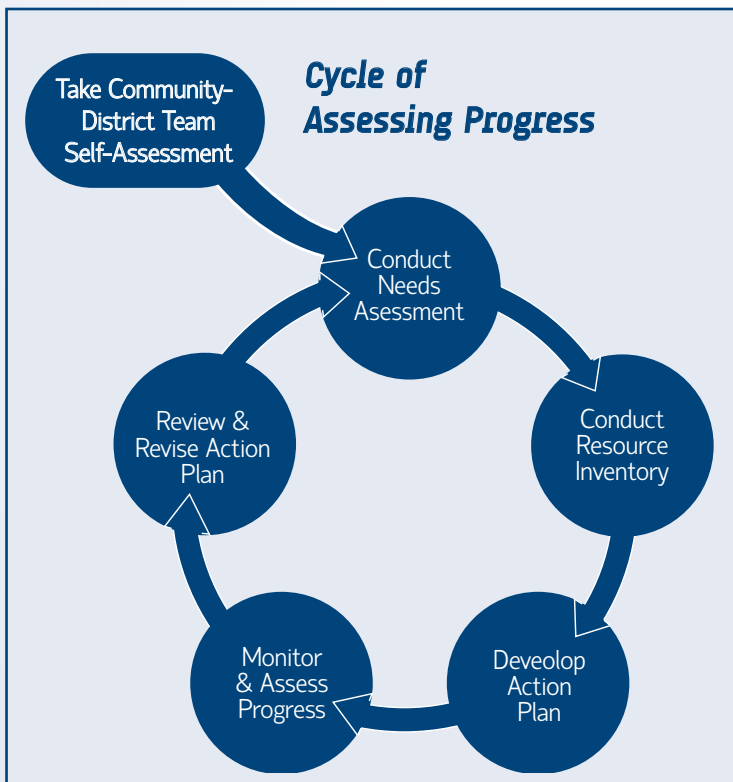 Cycle of
Assessing Progress
Take Community-
District Team
Self-Assessment
Conduct
Needs
Asessment
Conduct
Resource
Inventory
Deveolop
Action
Plan
Monitor
& Assess
Progress
Review &
Revise Action
Plan